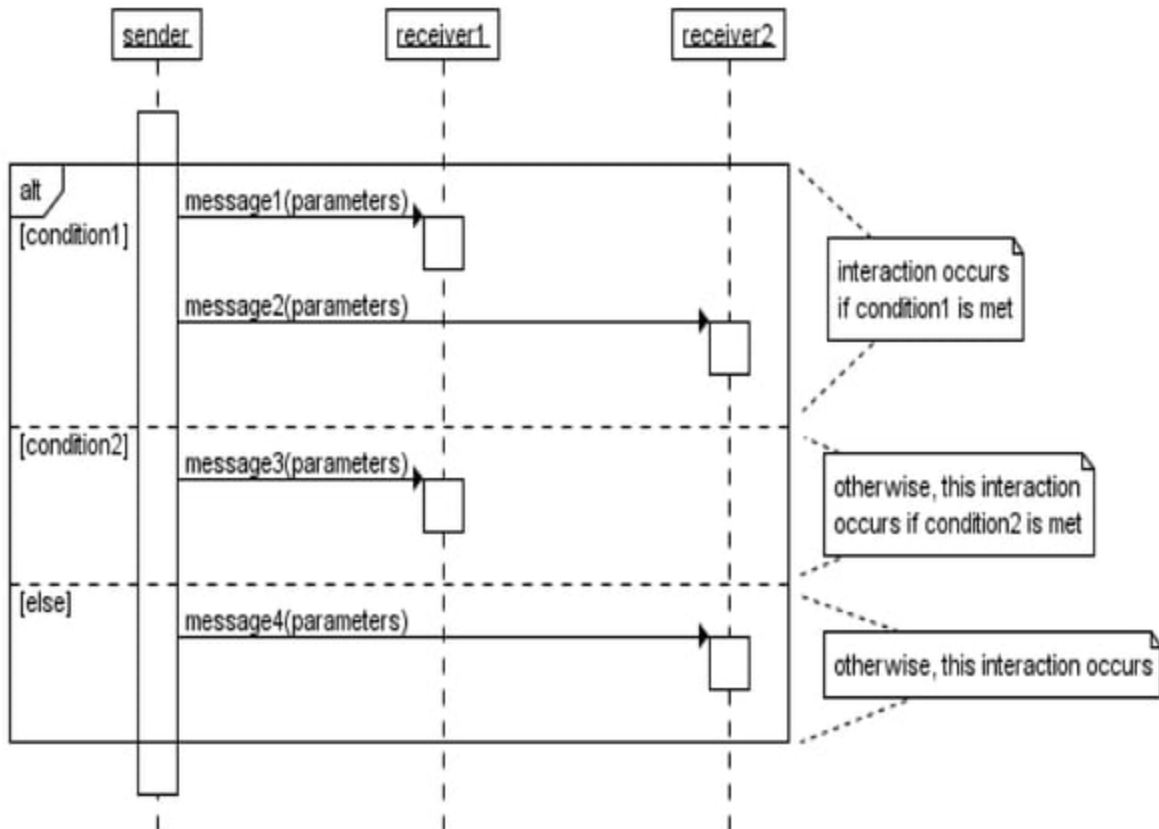 sender
receiver1
receiver2
alt
message1(parameters)
[condition1]
interaction occurs
if condition1 is met
message2(parameters)
[condition2]
message3(parameters)
otherwise, this interaction
occurs if condition2 is met
[else]
message4(parameters)
otherwise, this interaction occurs